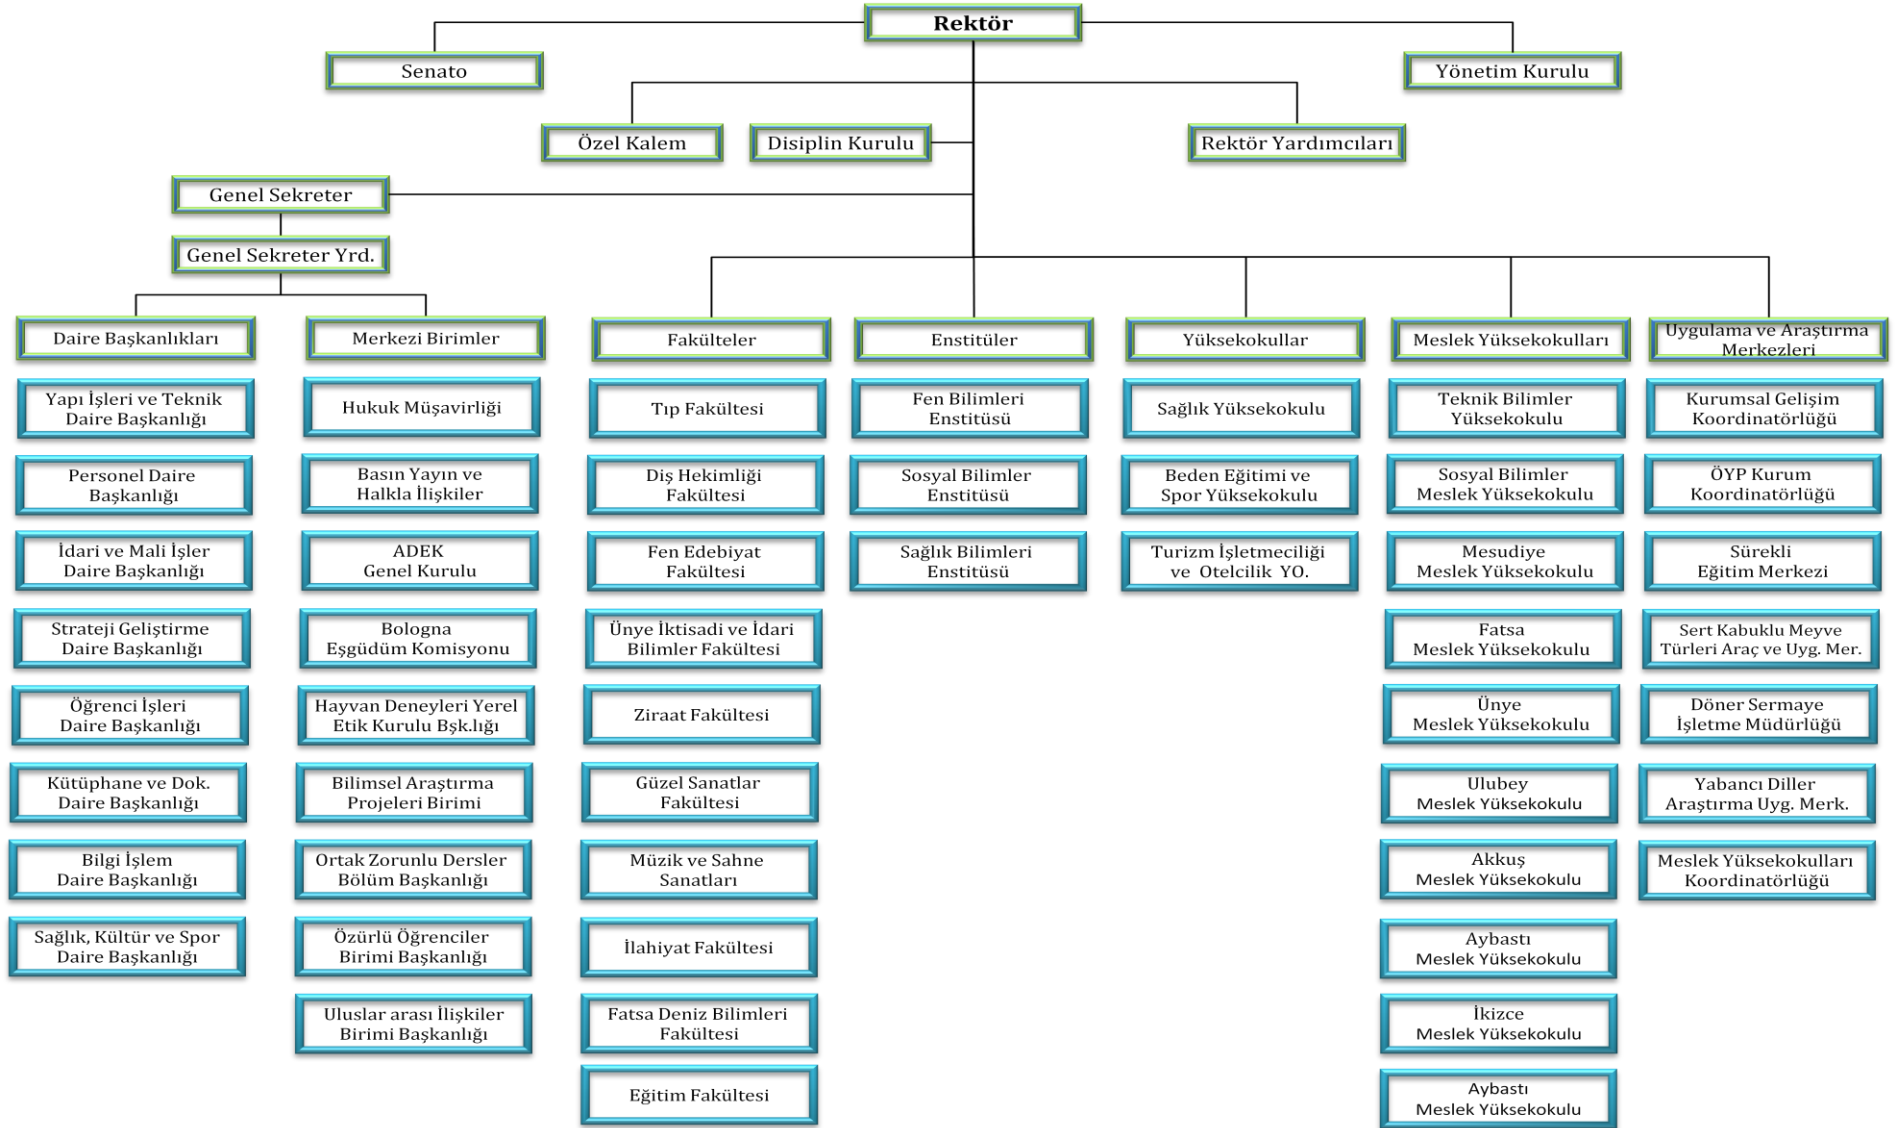 Rektör
Senato
Yönetim Kurulu
Özel Kalem
Disiplin Kurulu
Rektör Yardımcıları
Genel Sekreter
Genel Sekreter Yrd.
Daire Başkanlıkları
Yapı İşleri ve Teknik
Daire Başkanlığı
Personel Daire
Başkanlığı
İdari ve Mali İşler
Daire Başkanlığı
Strateji Geliştirme
Daire Başkanlığı
Öğrenci İşleri
Daire Başkanlığı
Kütüphane ve Dok.
Daire Başkanlığı
Bilgi İşlem
Daire Başkanlığı
Sağlık, Kültür ve Spor
Daire Başkanlığı
Merkezi Birimler
Hukuk Müşavirliği
Basın Yayın ve
Halkla İlişkiler
ADEK
Genel Kurulu
Bologna
Eşgüdüm Komisyonu
Hayvan Deneyleri Yerel
Etik Kurulu Bşk.lığı
Bilimsel Araştırma
Projeleri Birimi
Ortak Zorunlu Dersler
Bölüm Başkanlığı
Özürlü Öğrenciler
Birimi Başkanlığı
Uluslar arası İlişkiler
Birimi Başkanlığı
Fakülteler
Tıp Fakültesi
Diş Hekimliği
Fakültesi
Fen Edebiyat
Fakültesi
Ünye İktisadi ve İdari
Bilimler Fakültesi
Ziraat Fakültesi
Güzel Sanatlar
Fakültesi
Müzik ve Sahne
Sanatları
İlahiyat Fakültesi
Fatsa Deniz Bilimleri
Fakültesi
Eğitim Fakültesi
Enstitüler
Fen Bilimleri
Enstitüsü
Sosyal Bilimler
Enstitüsü
Sağlık Bilimleri
Enstitüsü
Yüksekokullar
Sağlık Yüksekokulu
Beden Eğitimi ve
Spor Yüksekokulu
Turizm İşletmeciliği
ve Otelcilik YO.
Meslek Yüksekokulları
Teknik Bilimler
Yüksekokulu
Sosyal Bilimler
Meslek Yüksekokulu
Mesudiye
Meslek Yüksekokulu
Fatsa
Meslek Yüksekokulu
Ünye
Meslek Yüksekokulu
Ulubey
Meslek Yüksekokulu
Akkuş
Meslek Yüksekokulu
Aybastı
Meslek Yüksekokulu
İkizce
Meslek Yüksekokulu
Aybastı
Meslek Yüksekokulu
Uygulama ve Araştırma
Merkezleri
Kurumsal Gelişim
Koordinatörlüğü
ÖYP Kurum
Koordinatörlüğü
Sürekli
Eğitim Merkezi
Sert Kabuklu Meyve
Türleri Araç ve Uyg. Mer.
Döner Sermaye
İşletme Müdürlüğü
Yabancı Diller
Araştırma Uyg. Merk.
Meslek Yüksekokulları
Koordinatörlüğü